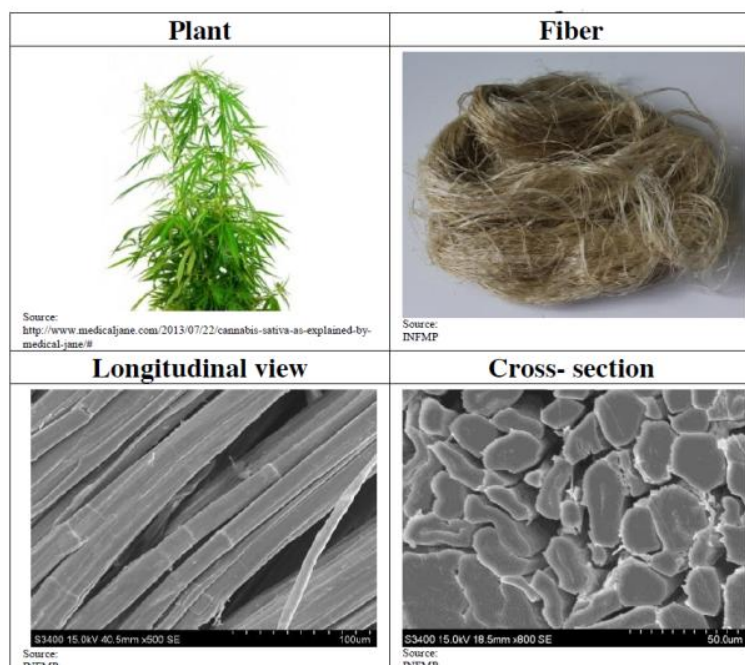 Plant
Fiber
Source:
http://www.medicaljane.com/2013/07/22/cannabis-sativa-as-explained-by-
medical-jane/#
Source:
INFMP
Longitudinal view
Cross- section
S3400 15.0kV 40.5mm x500 SE 100um
S3400 15.0kV 18.5mm x800 SE 50.0um
Source:
INFMP
Source:
INFMP